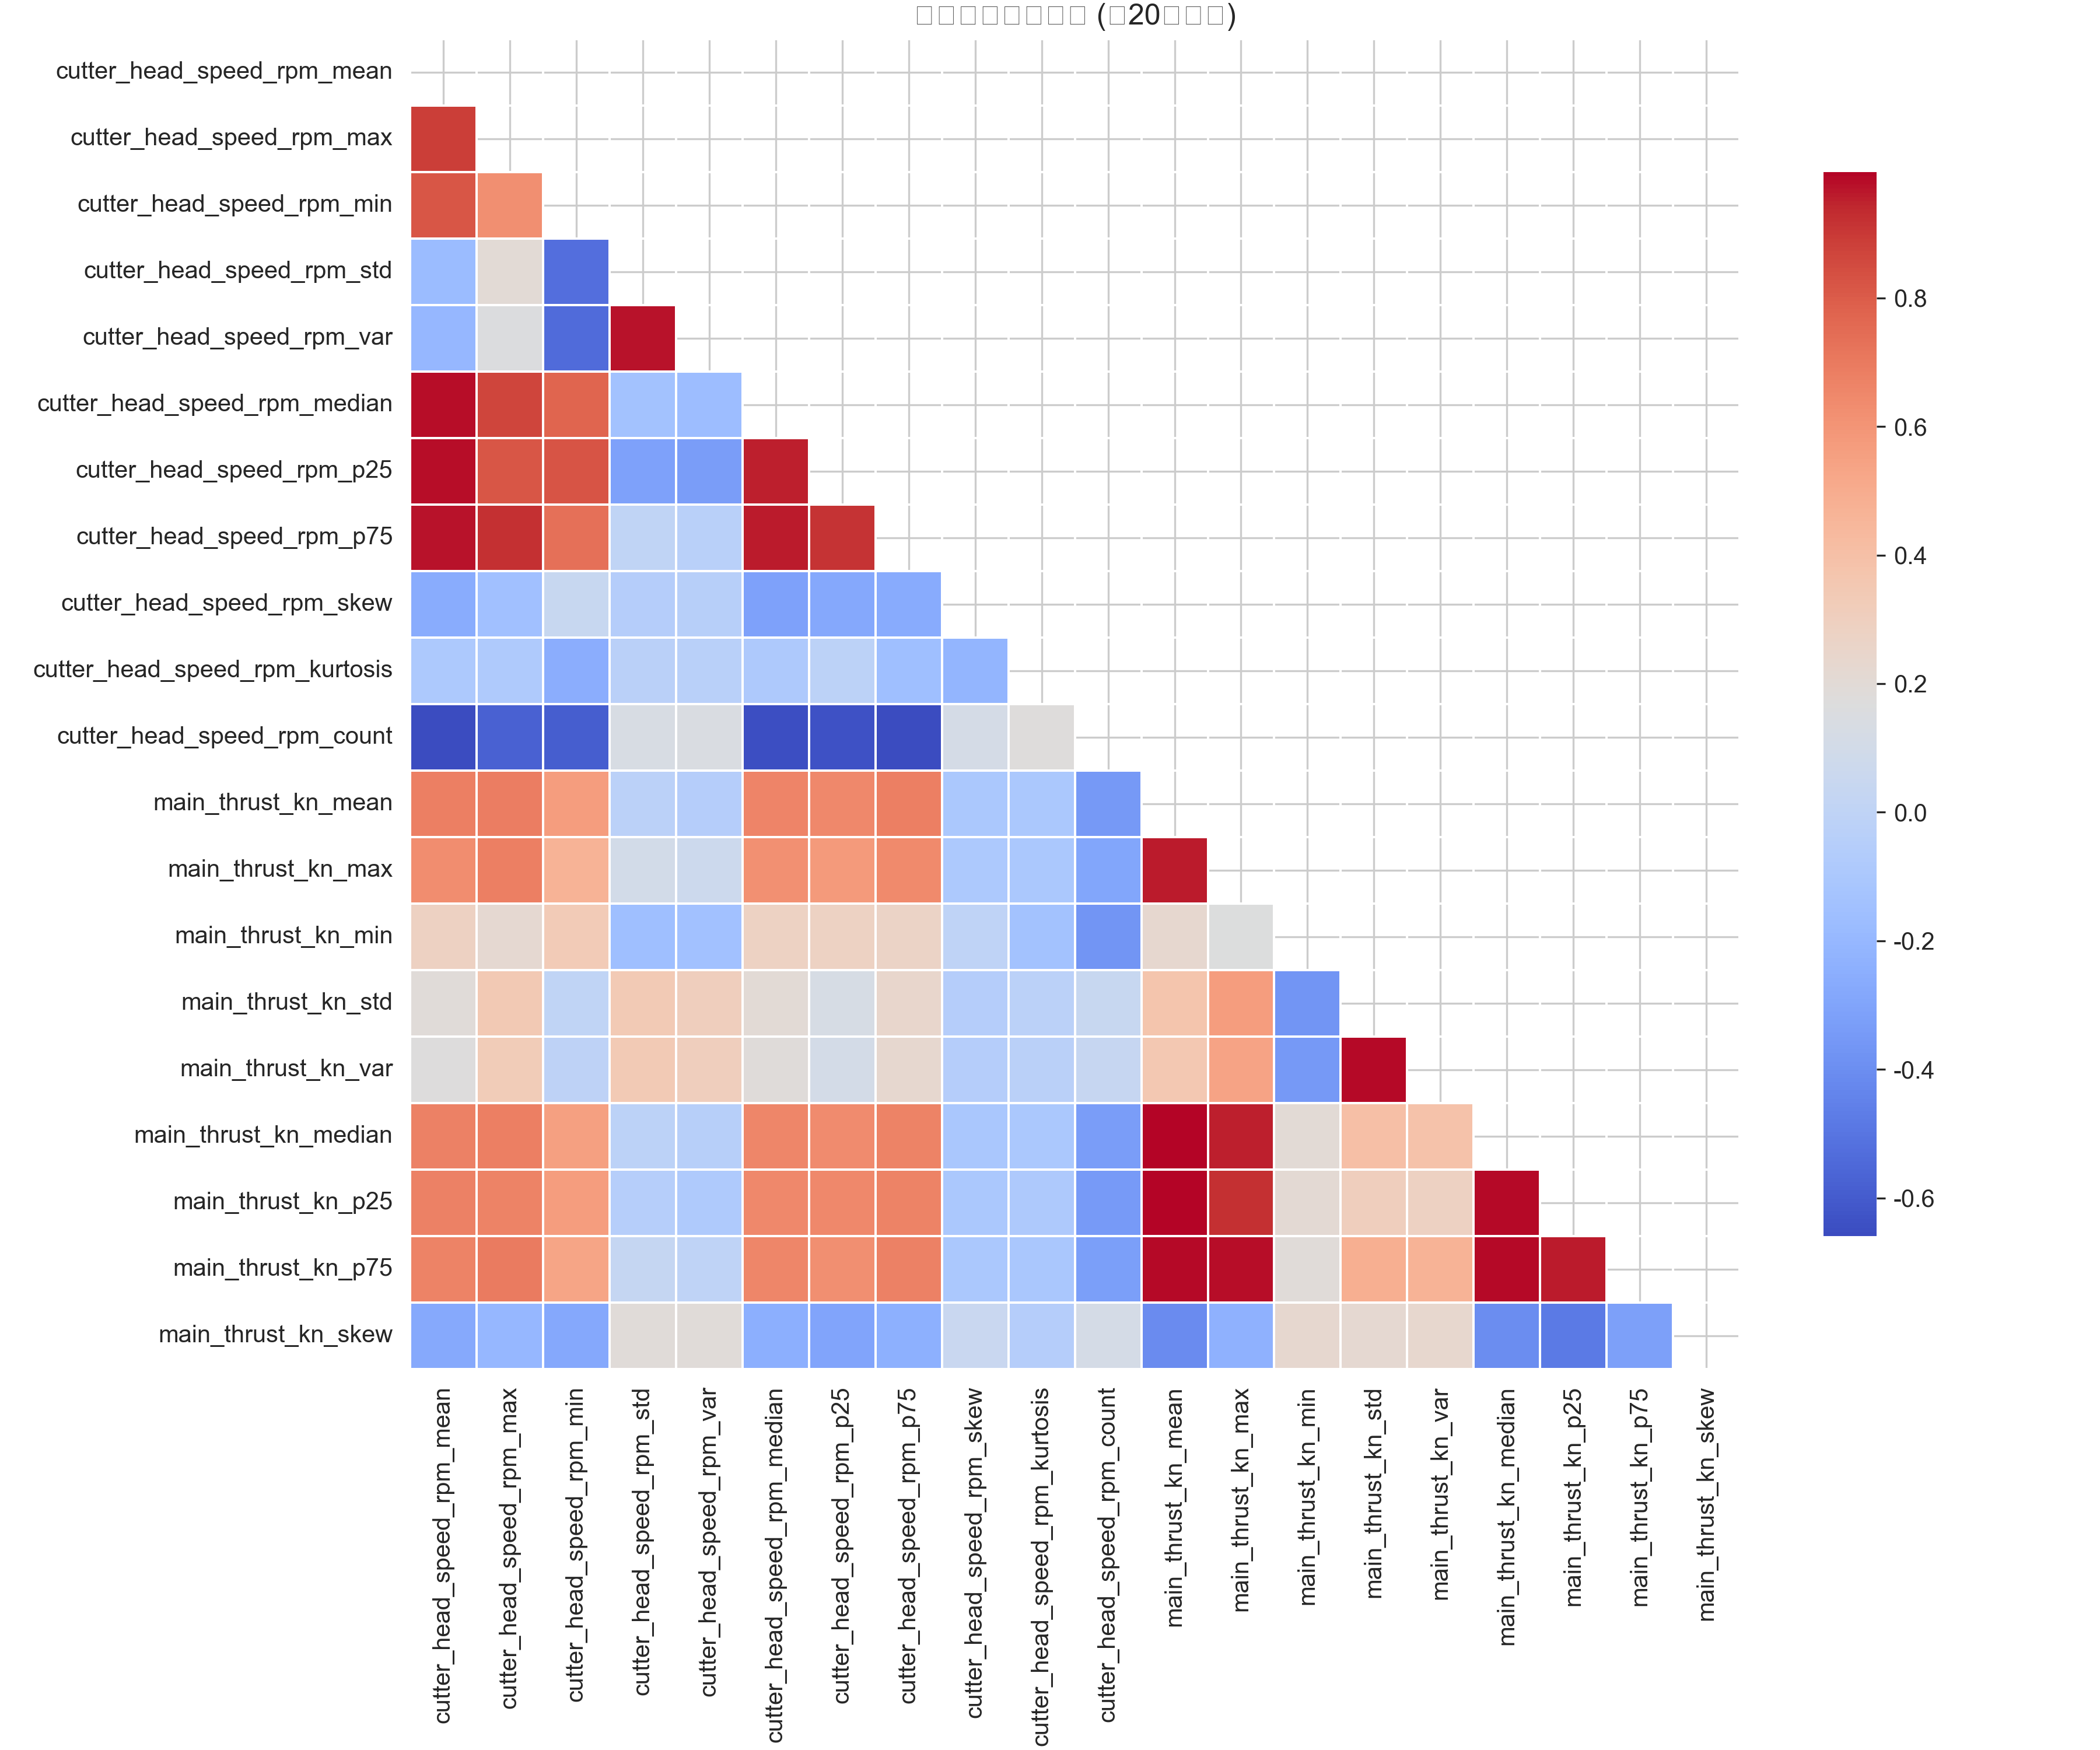 (20)
cutter_head_speed_rpm_mean
cutter_head_speed_rpm_max
cutter_head_speed_rpm_min
cutter_head_speed_rpm_std
cutter_head_speed_rpm_var
cutter_head_speed_rpm_median
cutter_head_speed_rpm_p25
cutter_head_speed_rpm_p75
cutter_head_speed_rpm_skew
cutter_head_speed_rpm_kurtosis
cutter_head_speed_rpm_count
main_thrust_kn_mean
main_thrust_kn_max
main_thrust_kn_min
main_thrust_kn_std
main_thrust_kn_var
main_thrust_kn_median
main_thrust_kn_p25
main_thrust_kn_p75
main_thrust_kn_skew
cutter_head_speed_rpm_mean
cutter_head_speed_rpm_max
cutter_head_speed_rpm_min
cutter_head_speed_rpm_std
cutter_head_speed_rpm_var
cutter_head_speed_rpm_median
cutter_head_speed_rpm_p25
cutter_head_speed_rpm_p75
cutter_head_speed_rpm_skew
cutter_head_speed_rpm_kurtosis
cutter_head_speed_rpm_count
main_thrust_kn_mean
main_thrust_kn_max
main_thrust_kn_min
main_thrust_kn_std
main_thrust_kn_var
main_thrust_kn_median
main_thrust_kn_p25
main_thrust_kn_p75
main_thrust_kn_skew
0.8
0.6
0.4
0.2
0.0
-0.2
-0.4
-0.6